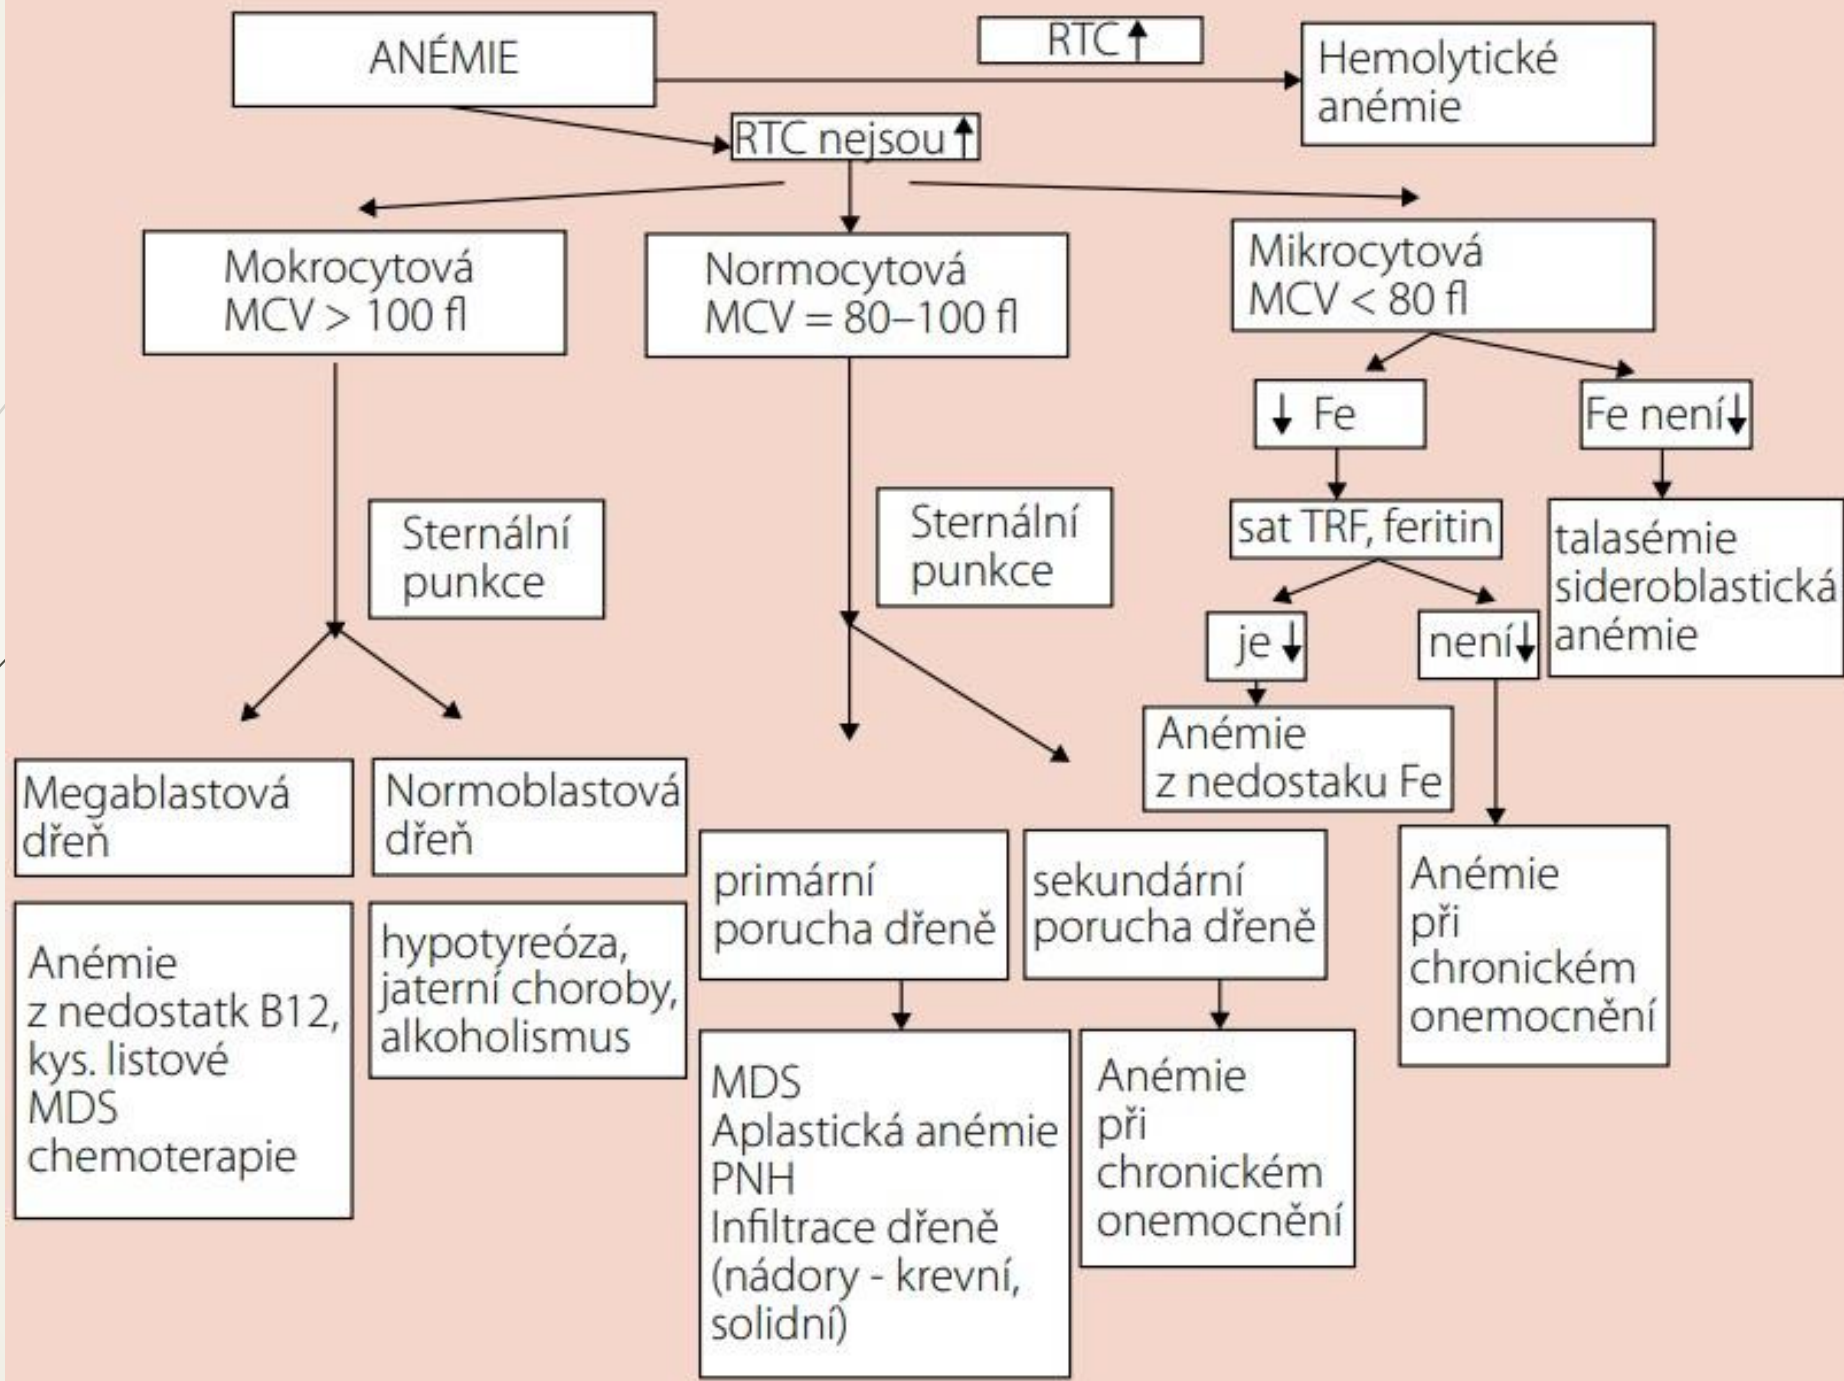 ANÉMIE
RTC↑
Hemolytické
anémie
RTC nejsou↑
Mokrocytová
MCV > 100 fl
Normocytová
MCV = 80–100 fl
Mikrocytová
MCV < 80 fl
↓ Fe
Fe není↓
Sternální
punkce
Sternální
punkce
sat TRF, feritin
talasémie
sideroblastická
anémie
je ↓
není↓
Anémie
z nedostaku Fe
Megablastová
dřeň
Normoblastová
dřeň
primární
porucha dřeně
sekundární
porucha dřeně
Anémie
při
chronickém
onemocnění
Anémie
z nedostatk B12,
kys. listové
MDS
chemoterapie
hypotyreóza,
jaterní choroby,
alkoholismus
MDS
Aplastická anémie
PNH
Infiltrace dřeně
(nádory - krevní,
solidní)
Anémie
při
chronickém
onemocnění